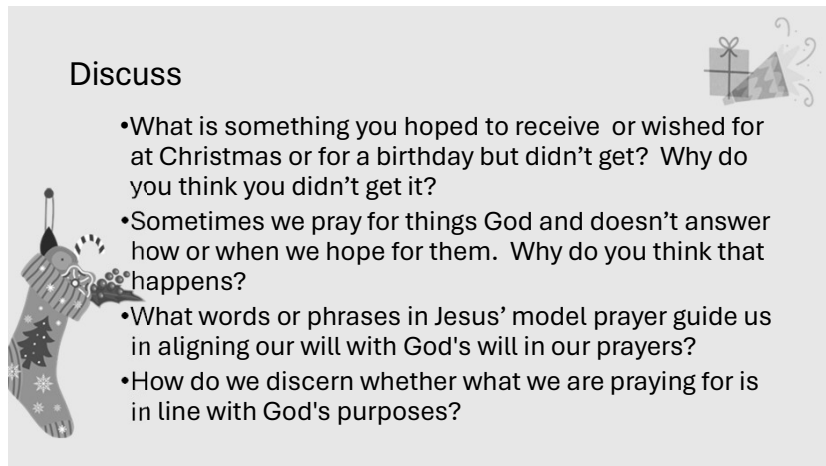 Discuss
•What is something you hoped to receive  or wished for
at Christmas or for a birthday but didn’t get?  Why do
you think you didn’t get it?
•Sometimes we pray for things God and doesn’t answer
how or when we hope for them.  Why do you think that
happens?
•What words or phrases in Jesus’ model prayer guide us
in aligning our will with God's will in our prayers?
•How do we discern whether what we are praying for is
in line with God's purposes?